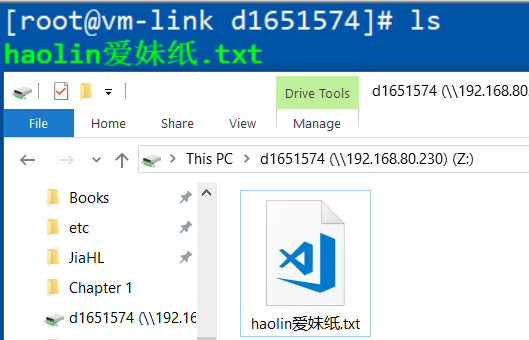 [root@vm-link d1651574]# ls
haolin爱妹纸.txt
Drive Tools
d1651574 (\\192.168.80
File
Home
Share
View
Manage
This PC
d1651574 (\\192.168.80.230) (Z:)
Books
etc
JiaHL
Chapter 1
d1651574 (\\192.16
haolin爱妹纸.txt